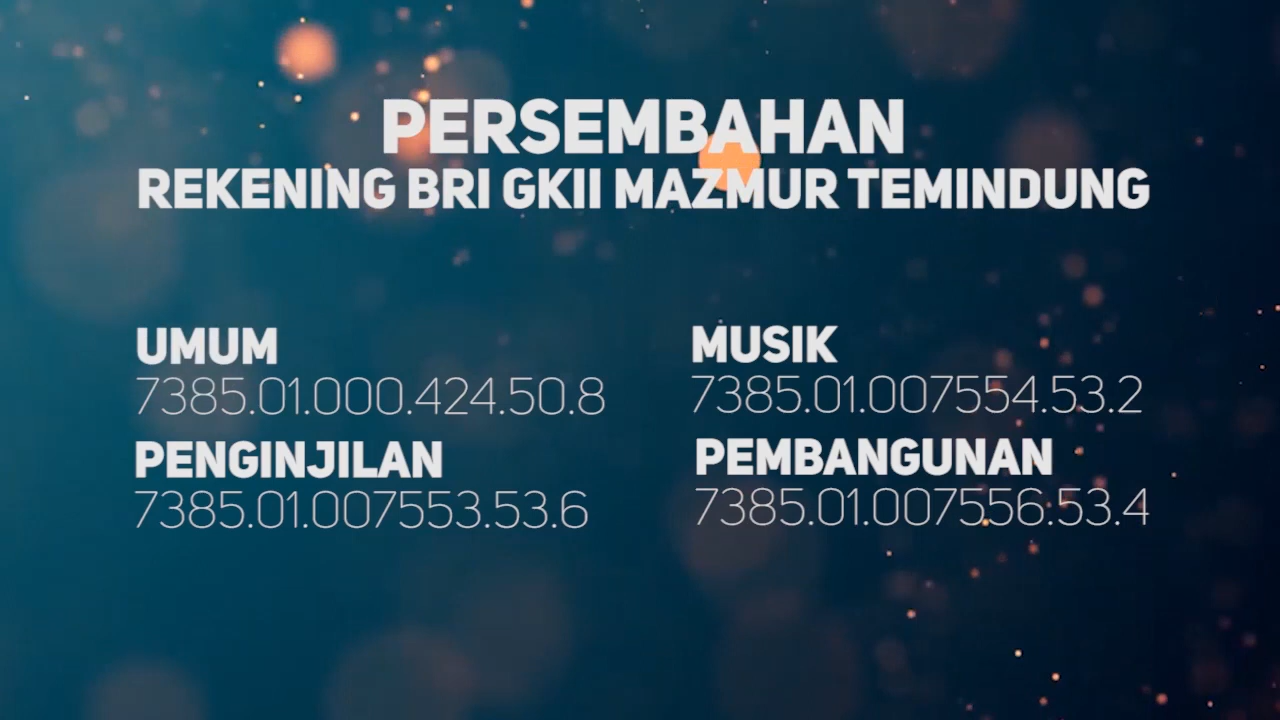 PERSEMBAHAN
REKENING BRI GKII MAZMUR TEMINDUNG
UMUM
7385.01.000.424.50.8
PENGINJILAN
7385.01.007553.53.6
MUSIK
7385.01.007554.53.2
PEMBANGUNAN
7385.01.007556.53.4